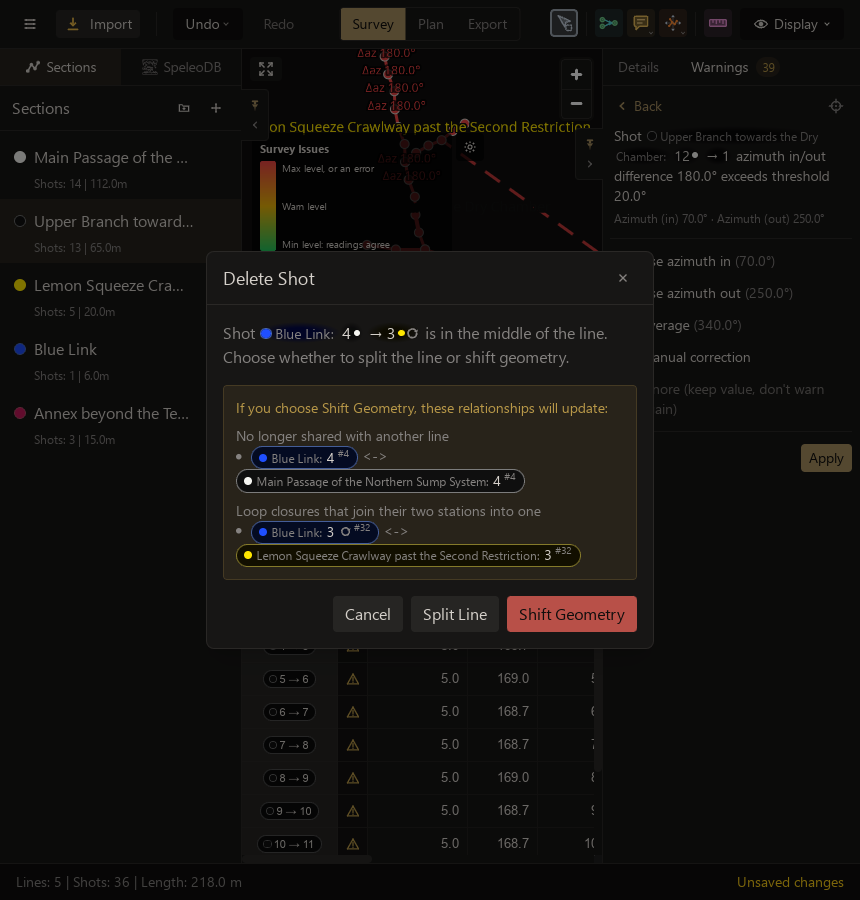 Import
Undo
Redo
Survey
Plan
Export
Display
Sections
SpeleoDB
Details
Warnings 39
Sections
Main Passage of the ...
Shots: 14 | 112.0m
Upper Branch toward...
Shots: 13 | 65.0m
Lemon Squeeze Cra...
Shots: 5 | 20.0m
Blue Link
Shots: 1 | 6.0m
Annex beyond the Te...
Shots: 3 | 15.0m
Δaz 180.0°
Δaz 180.0°
Δaz 180.0°
Δaz 180.0°
on Squeeze Crawlway past the Second Restriction
Survey Issues
Max level, or an error
Δaz 180.0°
Δaz 180.0°
Warn level
Min level: readings agree
Back
Shot Upper Branch towards the Dry
Chamber: 12 → 1 azimuth in/out
difference 180.0° exceeds threshold
20.0°
Azimuth (in) 70.0° · Azimuth (out) 250.0°
se azimuth in (70.0°)
se azimuth out (250.0°)
verage (340.0°)
anual correction
nore (keep value, don't warn
ain)
Apply
Delete Shot
×
Shot Blue Link: 4 → 3 is in the middle of the line.
Choose whether to split the line or shift geometry.
If you choose Shift Geometry, these relationships will update:
No longer shared with another line
• Blue Link: 4 #4 <->
Main Passage of the Northern Sump System: 4 #4
Loop closures that join their two stations into one
• Blue Link: 3 #32 <->
Lemon Squeeze Crawlway past the Second Restriction: 3 #32
Cancel
Split Line
Shift Geometry
5 → 6 5.0 169.0
6 → 7 5.0 168.7
7 → 8 5.0 168.7
8 → 9 5.0 169.0
9 → 10 5.0 168.7
10 → 11 5.0 168.7
Lines: 5 | Shots: 36 | Length: 218.0 m
Unsaved changes